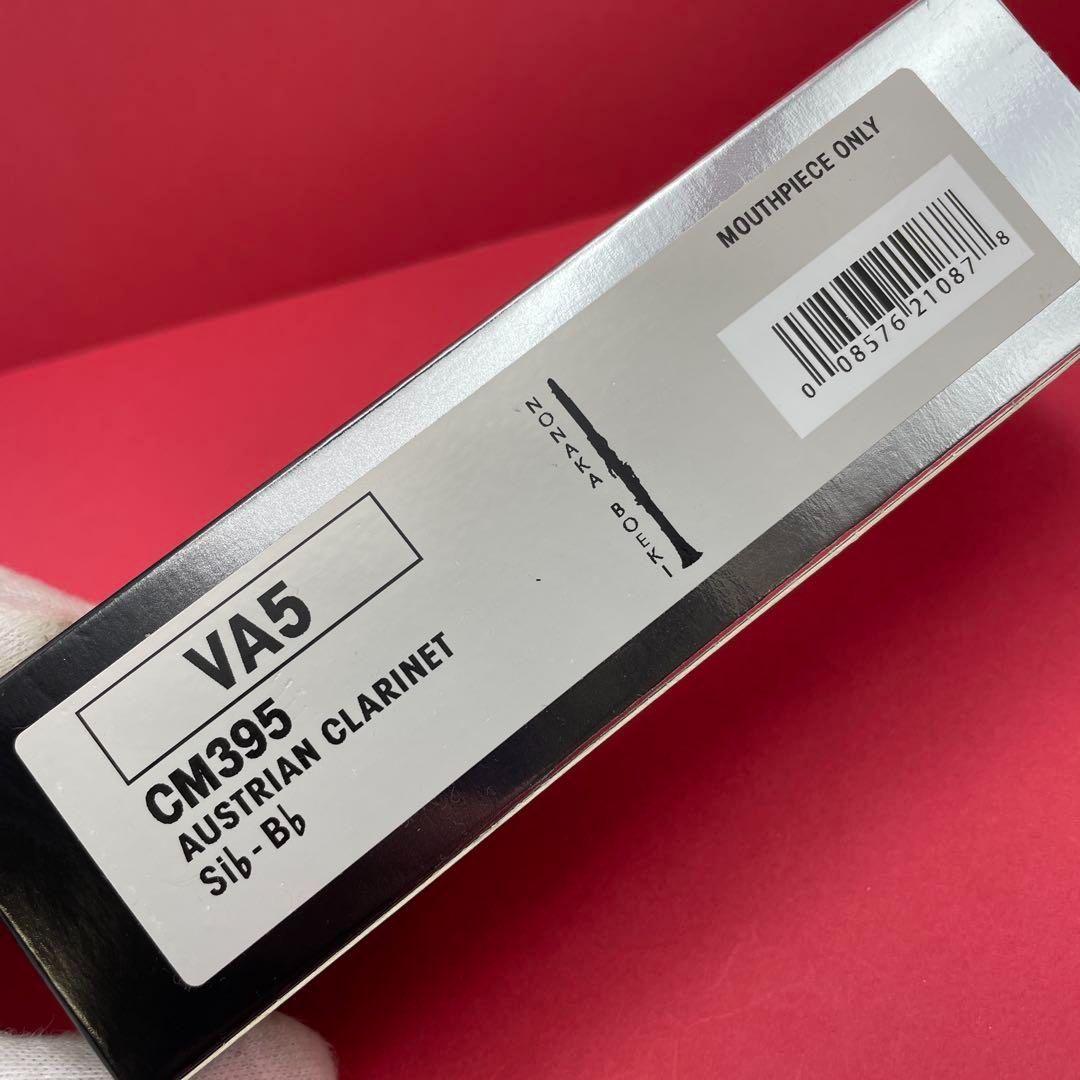 MOUTHPIECE ONLY
0 08576 21087 8
NONAKA BOEKI
VA5
CM395
AUSTRIAN CLARINET
Si♭ - B♭